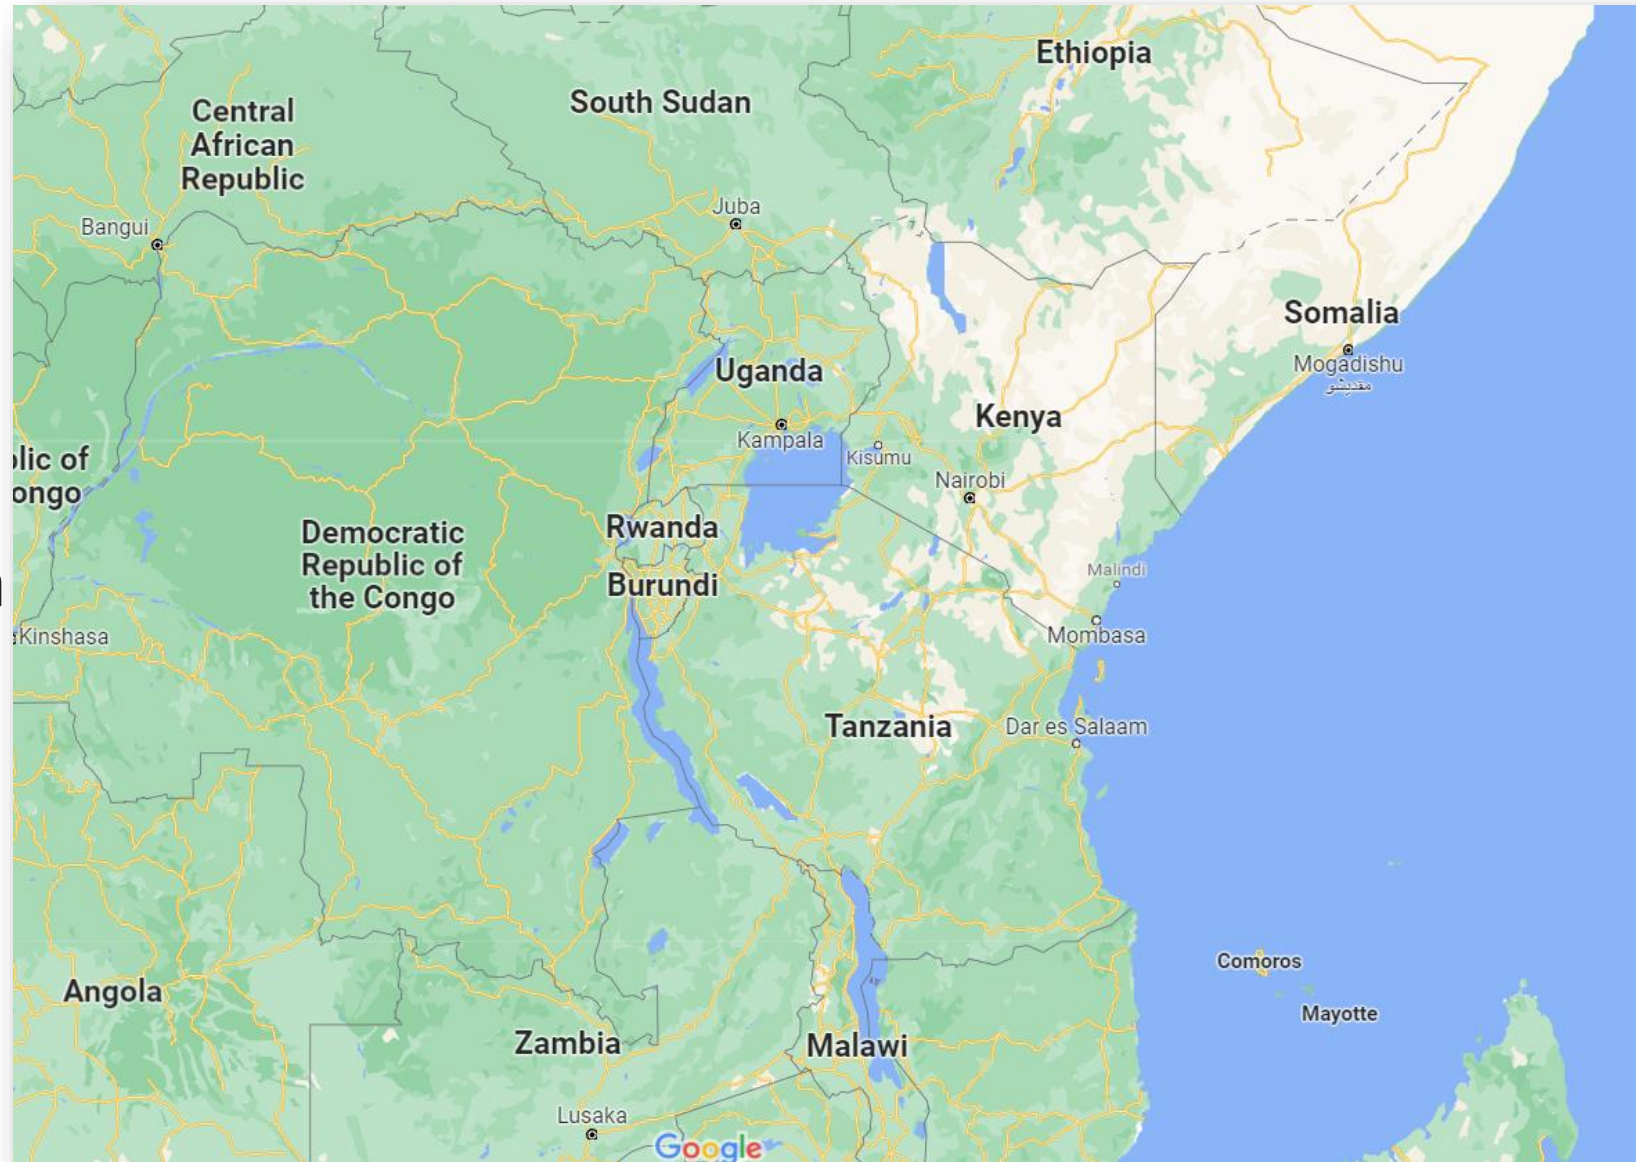 Ethiopia
South Sudan
Central
African
Republic
Juba
Bangui
Somalia
Mogadishu
مقديشو
Uganda
Kenya
Kampala
Kisumu
Nairobi
blic of
ongo
Rwanda
Democratic
Republic of
the Congo
Burundi
Malindi
Kinshasa
Mombasa
Tanzania
Dar es Salaam
Comoros
Angola
Mayotte
Zambia
Malawi
Lusaka
Google